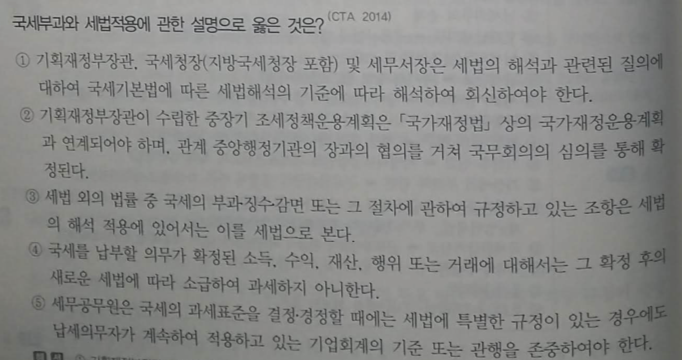 국세부과와 세법적용에 관한 설명으로 옳은 것은? (CTA 2014)
① 기획재정부장관, 국세청장(지방국세청장 포함) 및 세무서장은 세법의 해석과 관련된 질의에
대하여 국세기본법에 따른 세법해석의 기준에 따라 해석하여 회신하여야 한다.
② 기획재정부장관이 수립한 중장기 조세정책운용계획은 「국가재정법」상의 국가재정운용계획
과 연계되어야 하며, 관계 중앙행정기관의 장과의 협의를 거쳐 국무회의의 심의를 통해 확
정된다.
③ 세법 외의 법률 중 국세의 부과·징수·감면 또는 그 절차에 관하여 규정하고 있는 조항은 세법
의 해석 적용에 있어서는 이를 세법으로 본다.
④ 국세를 납부할 의무가 확정된 소득, 수익, 재산, 행위 또는 거래에 대해서는 그 확정 후의
새로운 세법에 따라 소급하여 과세하지 아니한다.
⑤ 세무공무원은 국세의 과세표준을 결정·경정할 때에는 세법에 특별한 규정이 있는 경우에도
납세의무자가 계속하여 적용하고 있는 기업회계의 기준 또는 관행을 존중하여야 한다.